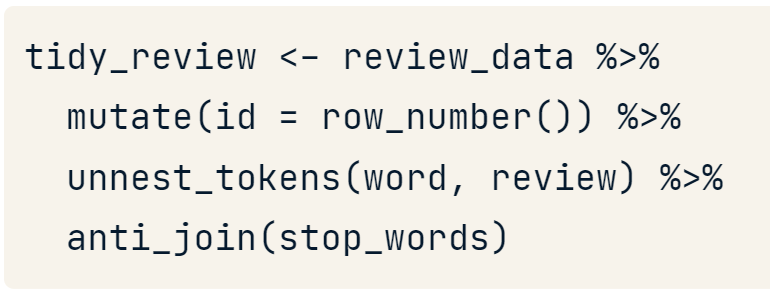 tidy_review <- review_data %>%
mutate(id = row_number()) %>%
unnest_tokens(word, review) %>%
anti_join(stop_words)